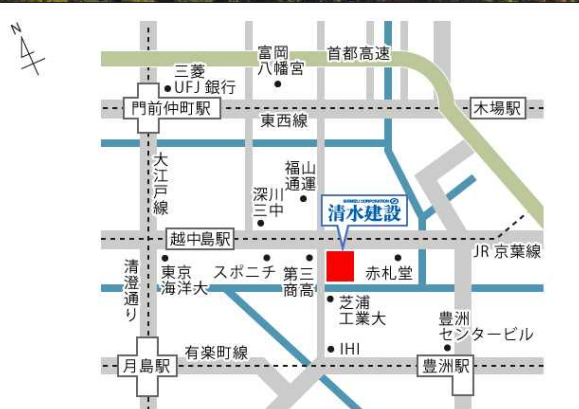 N
富岡
八幡宮
首都高速
三菱
UFJ 銀行
門前仲町駅
木場駅
東西線
大江戸線
福山
通運
深川
三中
SHIMIZU CORPORATION
清水建設
越中島駅
JR 京葉線
清澄通り
東京
海洋大
スポニチ
第三
商高
赤札堂
芝浦
工業大
豊洲
センタービル
IHI
有楽町線
月島駅
豊洲駅